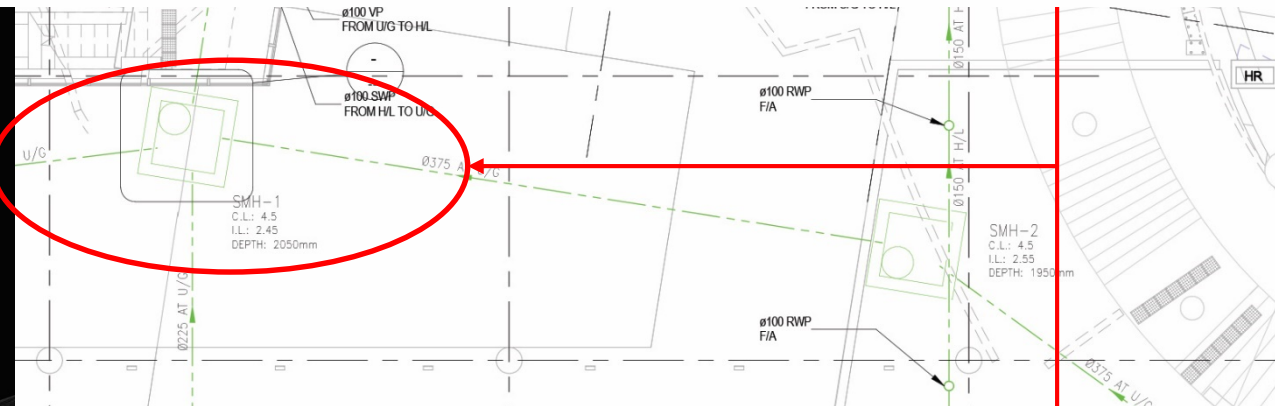 ø100 VP
FROM U/G TO H/L
-
ø100 SWP
FROM H/L TO U/G
U/G
Ø375 AT U/G
SMH-1
C.L.: 4.5
I.L.: 2.45
DEPTH: 2050mm
Ø225 AT U/G
ø100 RWP
F/A
Ø150 AT H/L
Ø150 AT H
HR
SMH-2
C.L.: 4.5
I.L.: 2.55
DEPTH: 1950mm
ø100 RWP
F/A
Ø375 AT U/G